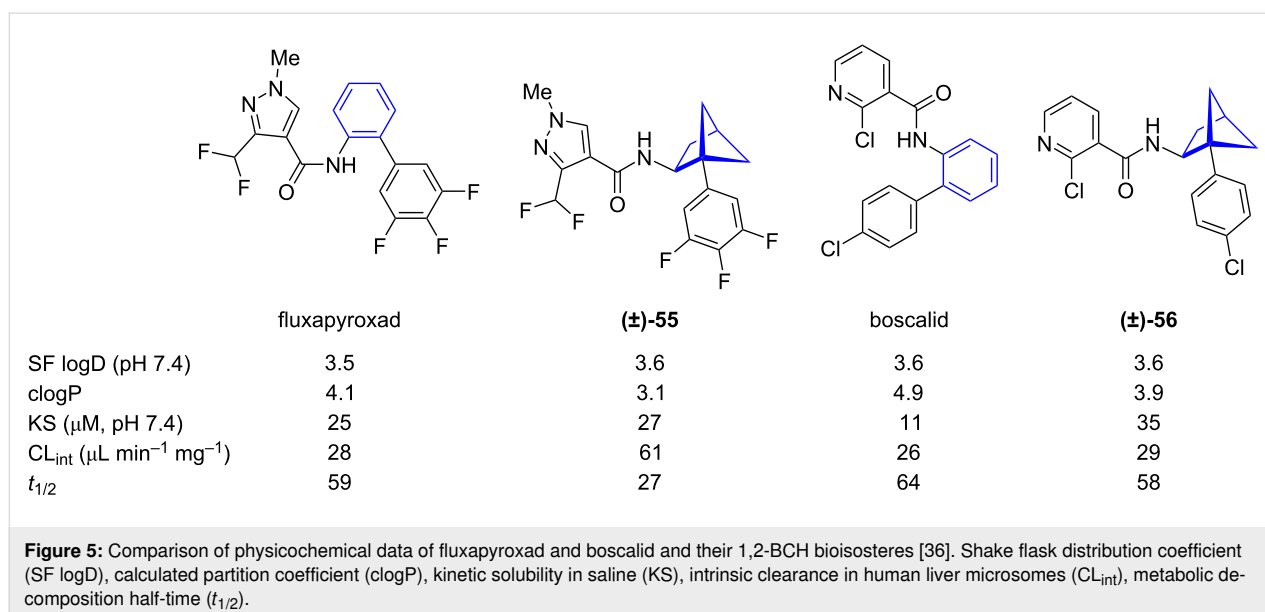 Me
N
N
F
F
O
NH
F
F
F
Me
N
N
F
F
O
H
N
F
F
F
N
Cl
O
NH
Cl
N
Cl
O
H
N
Cl
fluxapyroxad (±)-55 boscalid (±)-56
SF logD (pH 7.4) 3.5 3.6 3.6 3.6
clogP 4.1 3.1 4.9 3.9
KS (μM, pH 7.4) 25 27 11 35
CLint (μL min–1 mg–1) 28 61 26 29
t1/2 59 27 64 58
Figure 5: Comparison of physicochemical data of fluxapyroxad and boscalid and their 1,2-BCH bioisosteres [36]. Shake flask distribution coefficient
(SF logD), calculated partition coefficient (clogP), kinetic solubility in saline (KS), intrinsic clearance in human liver microsomes (CLint), metabolic de-
composition half-time (t1/2).